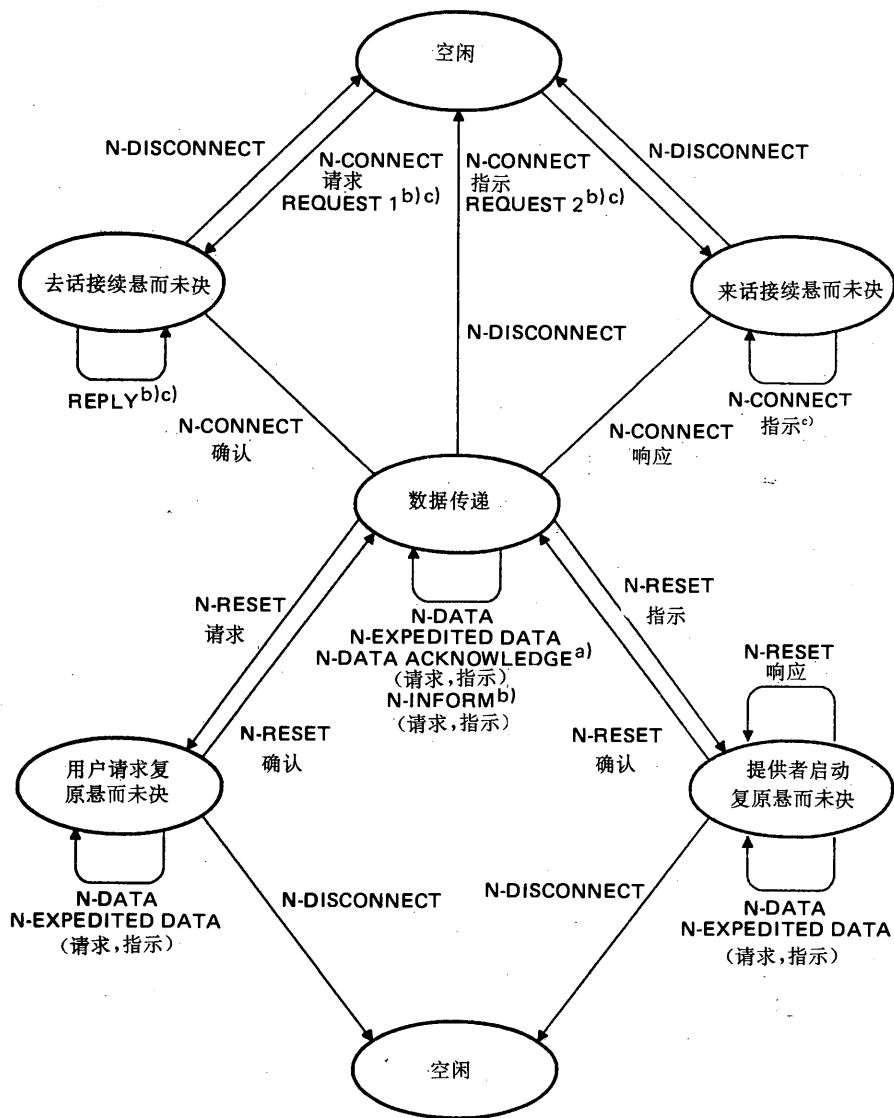 空闲
N-DISCONNECT
N-CONNECT
请求
REQUEST 1b)c)
N-CONNECT
指示
REQUEST 2b)c)
N-DISCONNECT
去话接续悬而未决
来话接续悬而未决
N-DISCONNECT
REPLYb)c)
N-CONNECT
确认
N-CONNECT
响应
N-CONNECT
指示c)
数据传递
N-RESET
请求
N-DATA
N-EXPEDITED DATA
N-DATA ACKNOWLEDGEa)
(请求,指示)
N-INFORMb)
(请求,指示)
N-RESET
指示
N-RESET
响应
N-RESET
确认
N-RESET
确认
用户请求复
原悬而未决
提供者启动
复原悬而未决
N-DATA
N-EXPEDITED DATA
(请求,指示)
N-DISCONNECT
N-DISCONNECT
N-DATA
N-EXPEDITED DATA
(请求,指示)
空闲